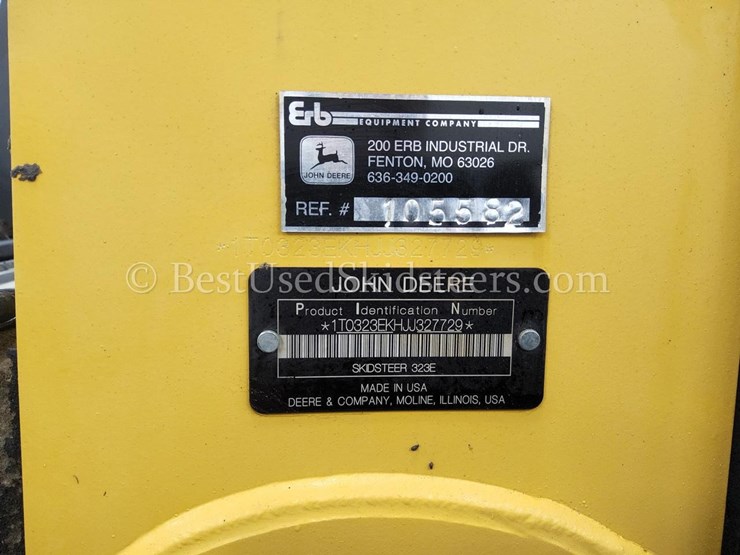 Erb
EQUIPMENT COMPANY
JOHN DEERE
200 ERB INDUSTRIAL DR.
FENTON, MO 63026
636-349-0200
REF. # 105582
*1T0323EKHJJ327729*
© BestUsedSkidsteers.com
JOHN DEERE
Product Identification Number
*1T0323EKHJJ327729*
SKIDSTEER 323E
MADE IN USA
DEERE & COMPANY, MOLINE, ILLINOIS, USA